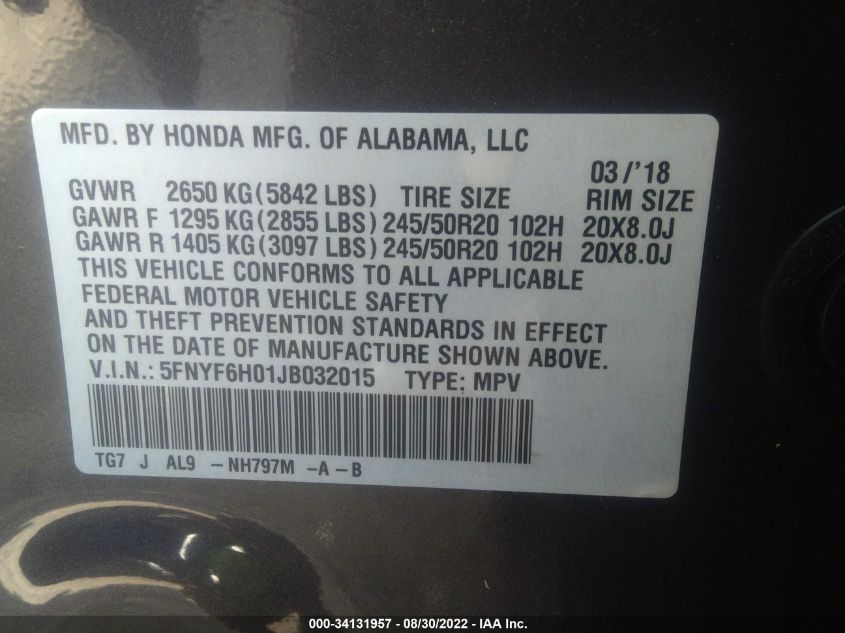 MFD. BY HONDA MFG. OF ALABAMA, LLC
03/'18
GVWR 2650 KG(5842 LBS) TIRE SIZE RIM SIZE
GAWR F 1295 KG(2855 LBS) 245/50R20 102H 20X8.0J
GAWR R 1405 KG(3097 LBS) 245/50R20 102H 20X8.0J
THIS VEHICLE CONFORMS TO ALL APPLICABLE
FEDERAL MOTOR VEHICLE SAFETY
AND THEFT PREVENTION STANDARDS IN EFFECT
ON THE DATE OF MANUFACTURE SHOWN ABOVE.
V.I.N.: 5FNYF6H01JB032015 TYPE: MPV
TG7 J AL9 -NH797M -A-B
000-34131957 - 08/30/2022 - IAA Inc.